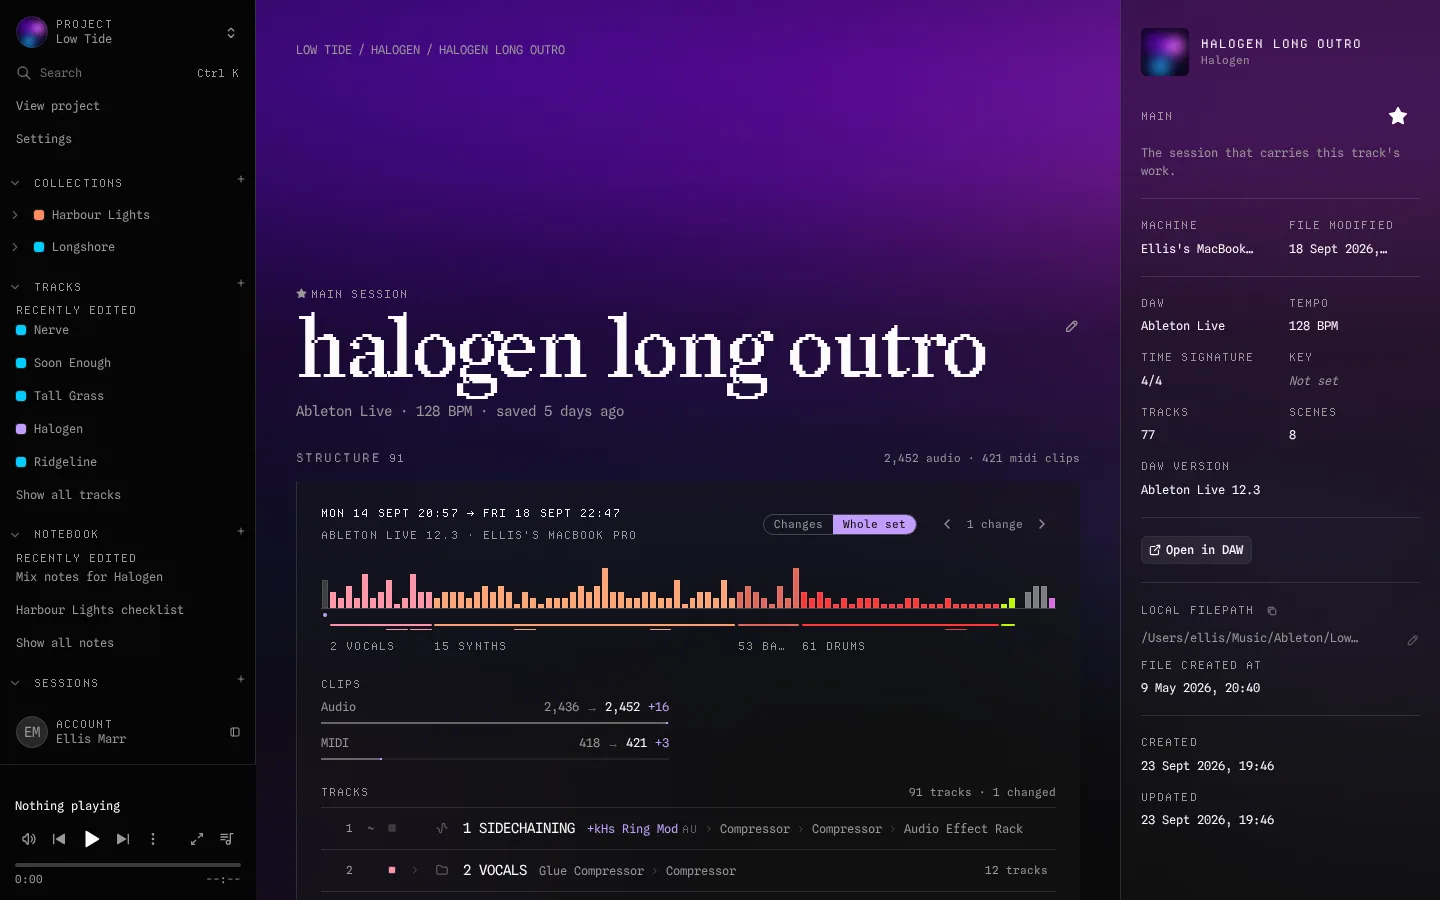 PROJECT
Low Tide
Search Ctrl K
View project
Settings
COLLECTIONS +
Harbour Lights
Longshore
TRACKS +
RECENTLY EDITED
Nerve
Soon Enough
Tall Grass
Halogen
Ridgeline
Show all tracks
NOTEBOOK +
RECENTLY EDITED
Mix notes for Halogen
Harbour Lights checklist
Show all notes
SESSIONS +
EM
ACCOUNT
Ellis Marr
Nothing playing
0:00 --:--
LOW TIDE / HALOGEN / HALOGEN LONG OUTRO
MAIN SESSION
halogen long outro
Ableton Live · 128 BPM · saved 5 days ago
STRUCTURE 91 2,452 audio · 421 midi clips
MON 14 SEPT 20:57 → FRI 18 SEPT 22:47
ABLETON LIVE 12.3 · ELLIS'S MACBOOK PRO
Changes Whole set 1 change
2 VOCALS 15 SYNTHS 53 BA… 61 DRUMS
CLIPS
Audio 2,436 → 2,452 +16
MIDI 418 → 421 +3
TRACKS 91 tracks · 1 changed
1 ~ 1 SIDECHAINING +kHs Ring Mod AU › Compressor › Compressor › Audio Effect Rack
2 2 VOCALS Glue Compressor › Compressor 12 tracks
HALOGEN LONG OUTRO
Halogen
MAIN
The session that carries this track's
work.
MACHINE FILE MODIFIED
Ellis's MacBook… 18 Sept 2026,…
DAW TEMPO
Ableton Live 128 BPM
TIME SIGNATURE KEY
4/4 Not set
TRACKS SCENES
77 8
DAW VERSION
Ableton Live 12.3
Open in DAW
LOCAL FILEPATH
/Users/ellis/Music/Ableton/Low…
FILE CREATED AT
9 May 2026, 20:40
CREATED
23 Sept 2026, 19:46
UPDATED
23 Sept 2026, 19:46